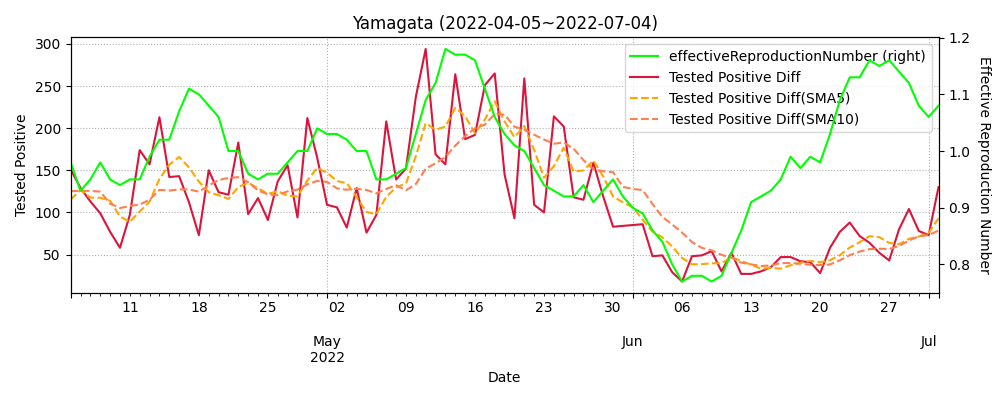 Yamagata (2022-04-05~2022-07-04)
effectiveReproductionNumber (right)
Tested Positive Diff
Tested Positive Diff(SMA5)
Tested Positive Diff(SMA10)
Tested Positive
300
250
200
150
100
50
1.2
1.1
1.0
0.9
0.8
Effective Reproduction Number
11 18 25 02 09 16 23 30 06 13 20 27
May Jun Jul
2022
Date